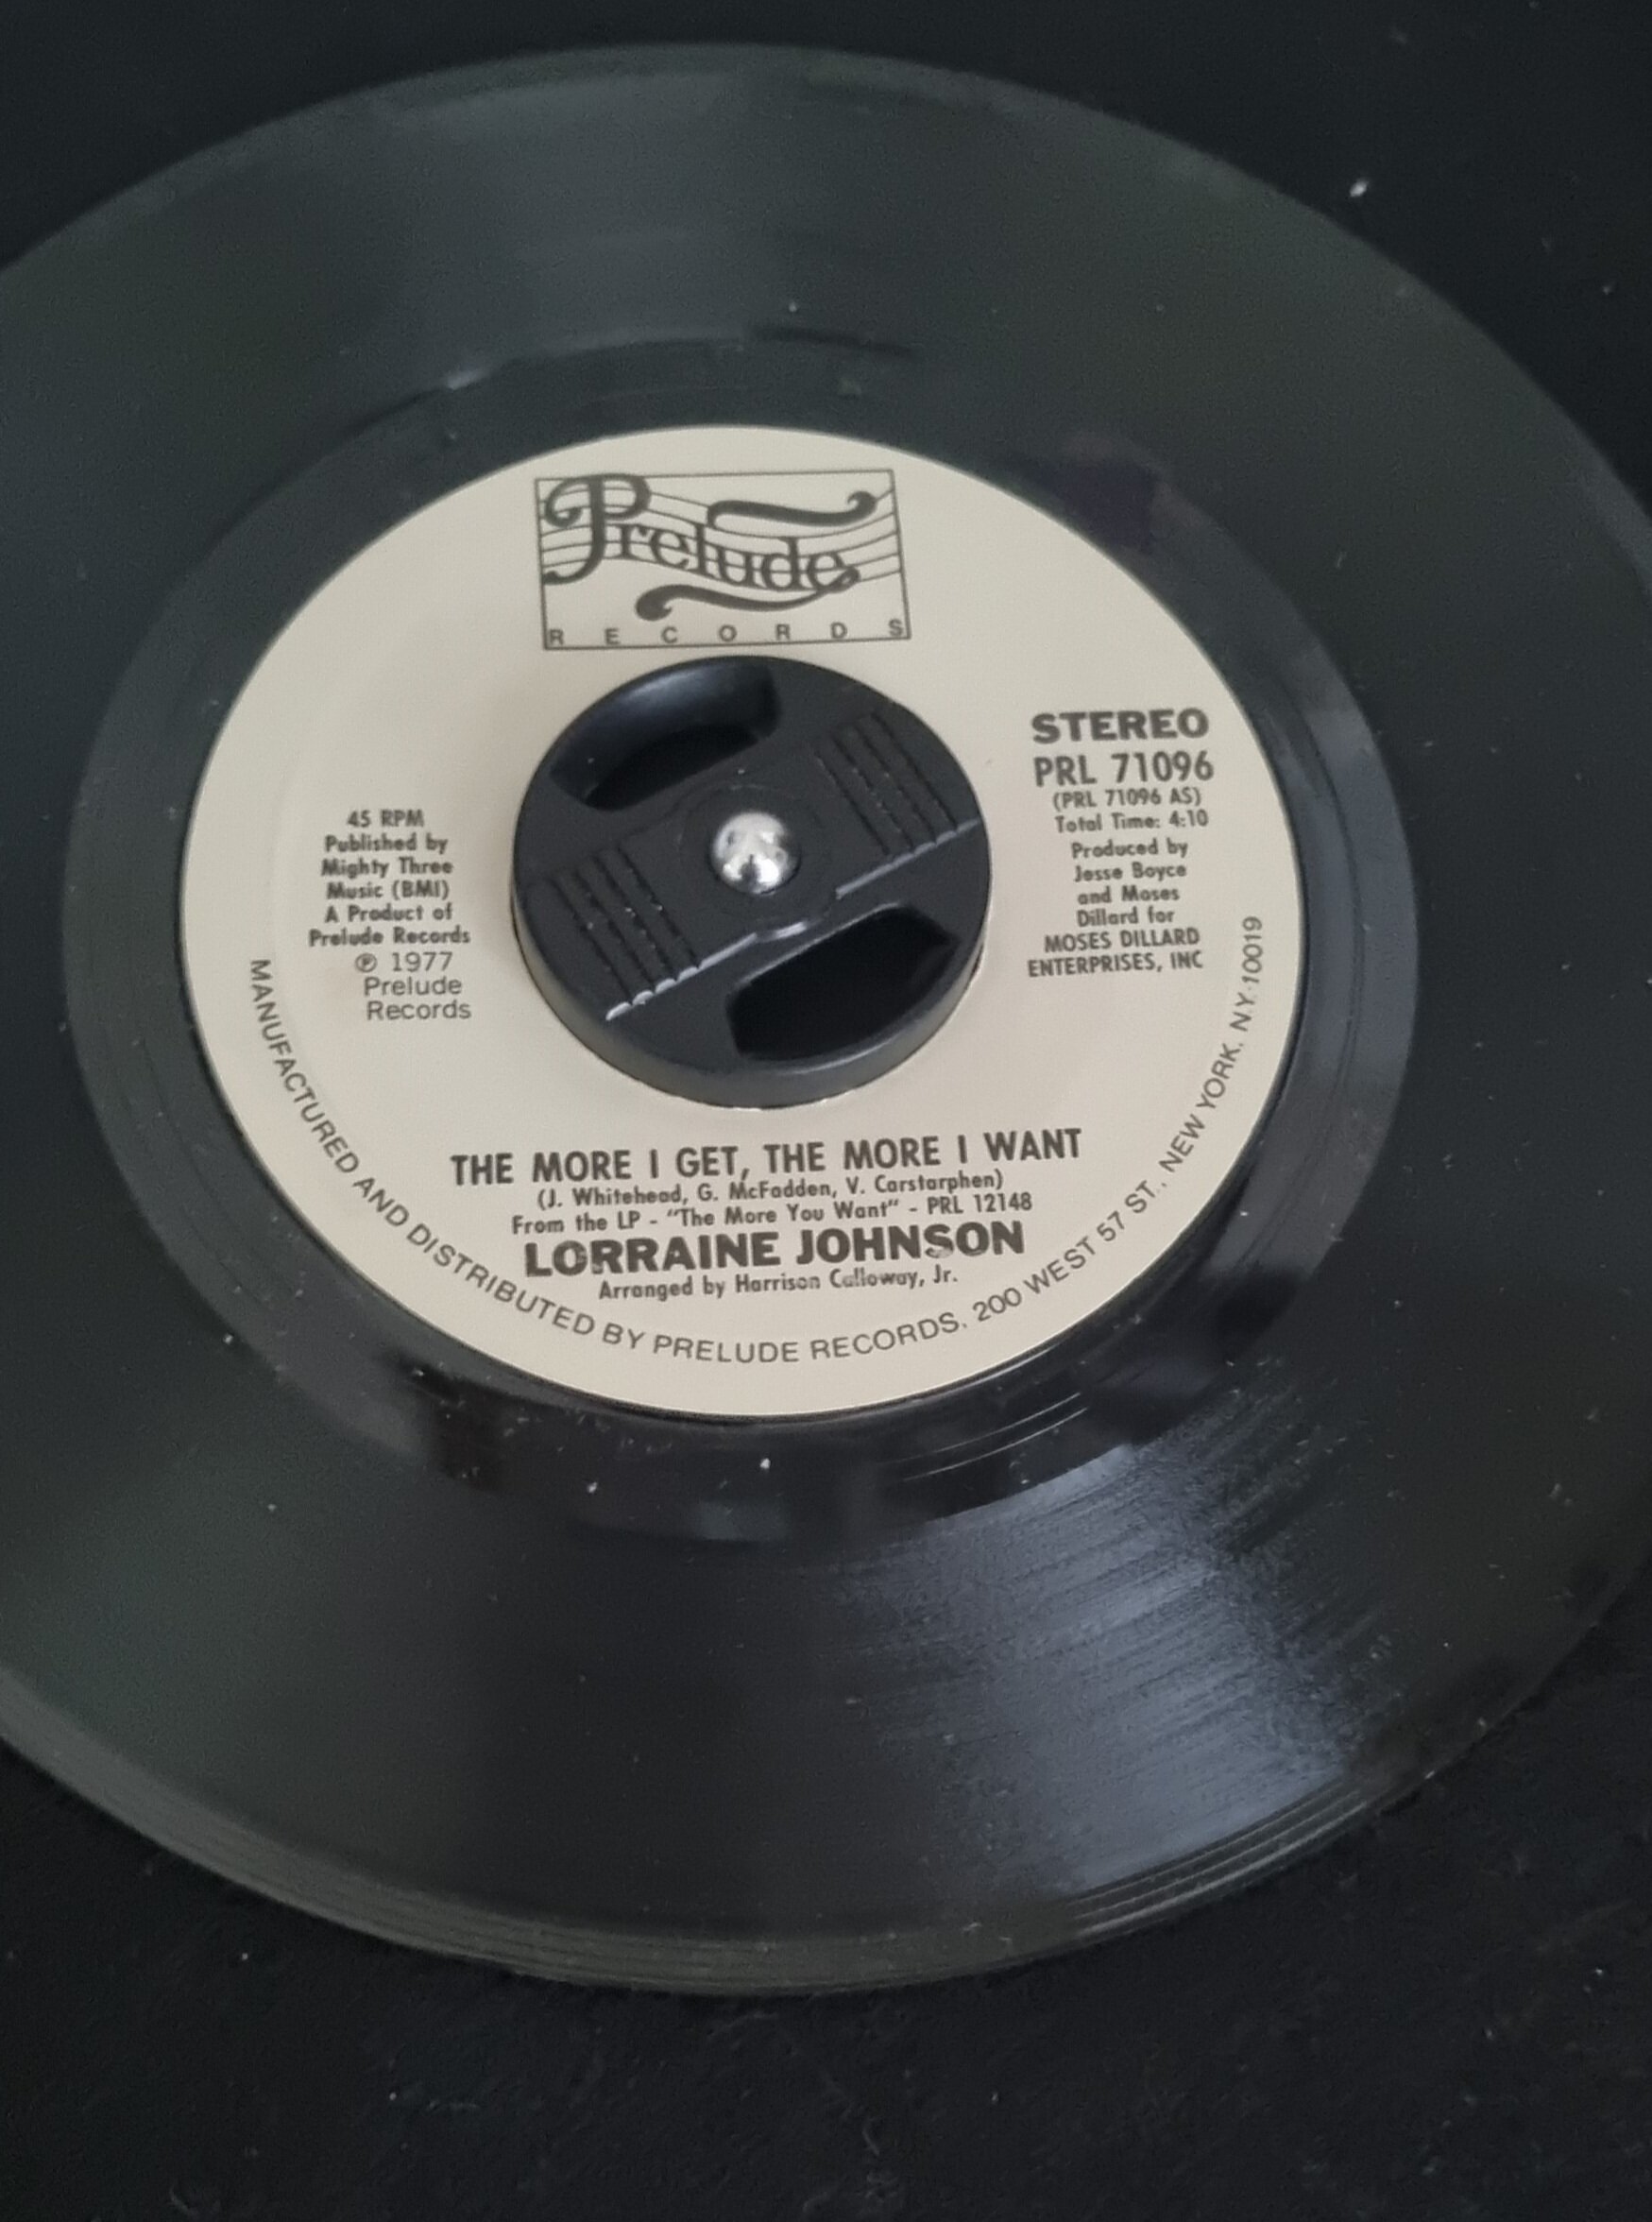 Prelude
RECORDS
STEREO
PRL 71096
(PRL 71096 AS)
Total Time: 4:10
Produced by
Jesse Boyce
and Moses
Dillard for
MOSES DILLARD
ENTERPRISES, INC
45 RPM
Published by
Mighty Three
Music (BMI)
A Product of
Prelude Records
℗ 1977
Prelude
Records
THE MORE I GET, THE MORE I WANT
(J. Whitehead, G. McFadden, V. Carstarphen)
From the LP - "The More You Want" - PRL 12148
LORRAINE JOHNSON
Arranged by Harrison Calloway, Jr.
MANUFACTURED AND DISTRIBUTED BY PRELUDE RECORDS, 200 WEST 57 ST., NEW YORK, N.Y. 10019